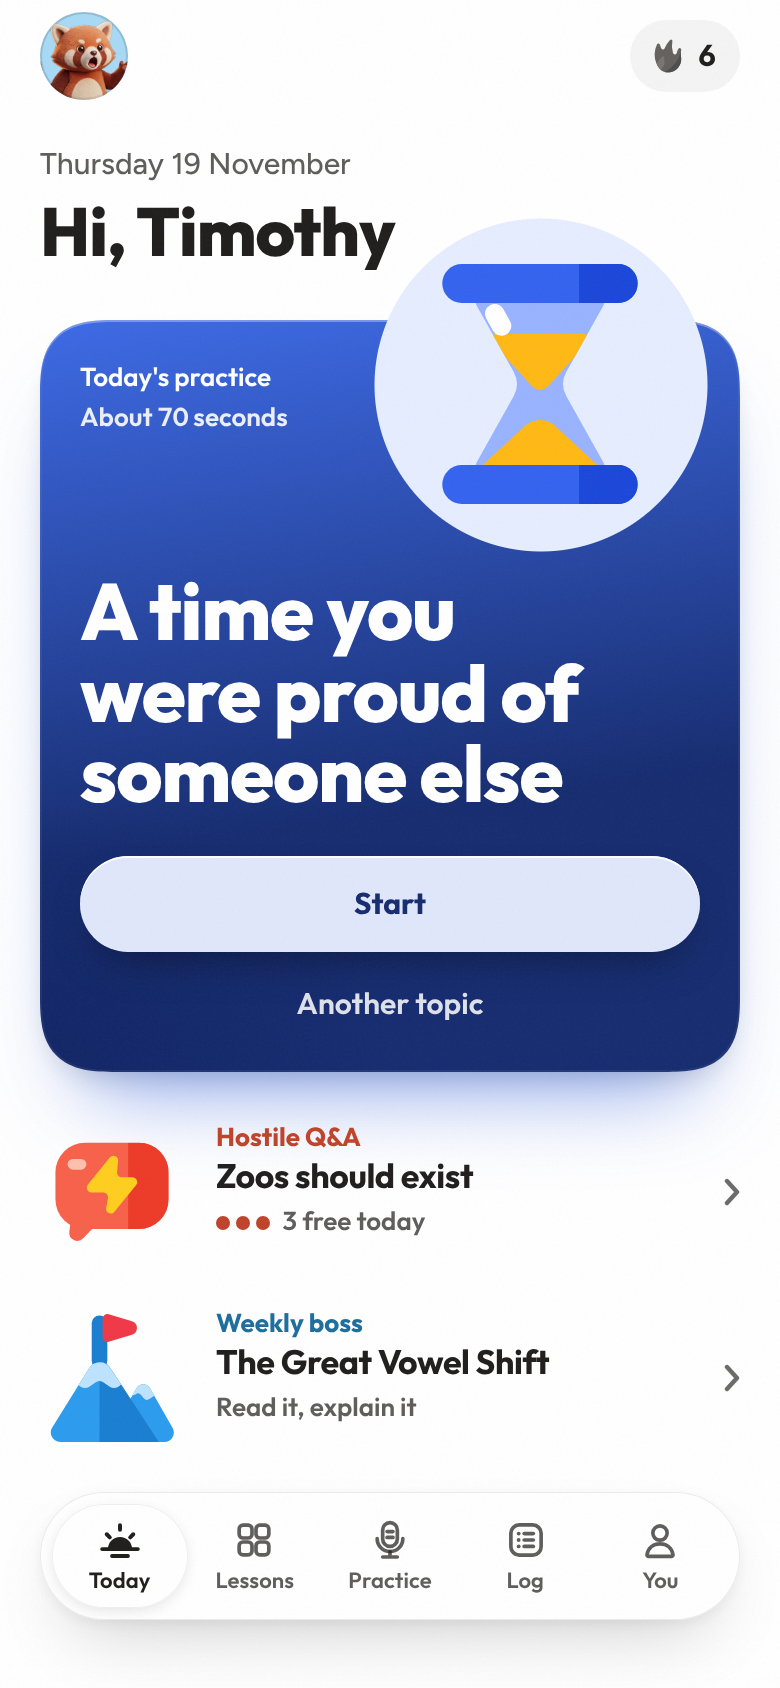 6
Thursday 19 November
Hi, Timothy
Today's practice
About 70 seconds
A time you
were proud of
someone else
Start
Another topic
Hostile Q&A
Zoos should exist
3 free today
Weekly boss
The Great Vowel Shift
Read it, explain it
Today
Lessons
Practice
Log
You